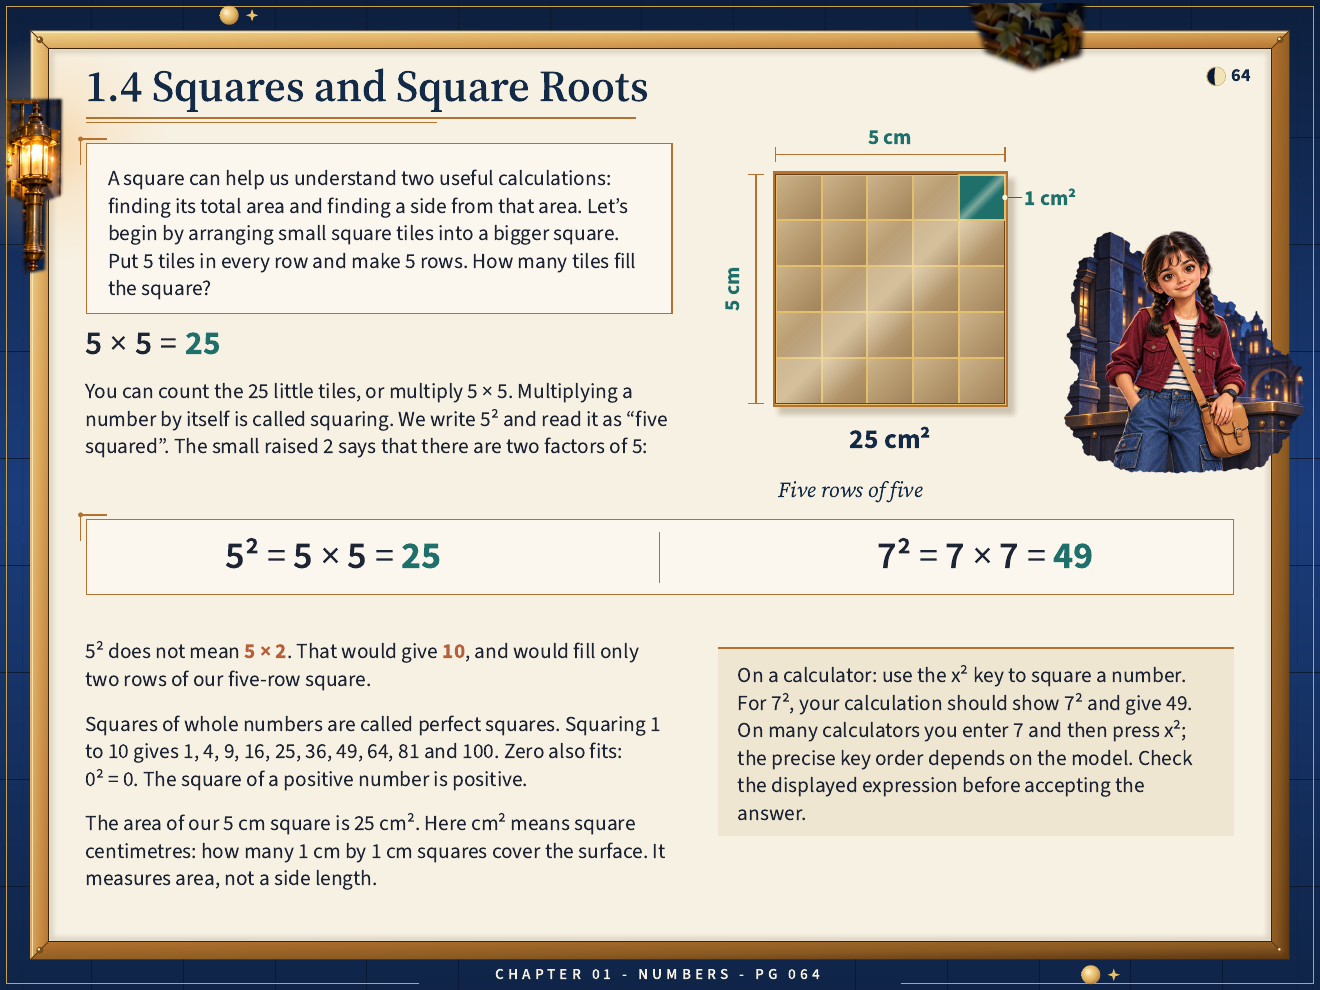 1.4 Squares and Square Roots
64
A square can help us understand two useful calculations:
finding its total area and finding a side from that area. Let’s
begin by arranging small square tiles into a bigger square.
Put 5 tiles in every row and make 5 rows. How many tiles fill
the square?
5 × 5 = 25
You can count the 25 little tiles, or multiply 5 × 5. Multiplying a
number by itself is called squaring. We write 5² and read it as “five
squared”. The small raised 2 says that there are two factors of 5:
5 cm
1 cm²
5 cm
25 cm²
Five rows of five
5² = 5 × 5 = 25
7² = 7 × 7 = 49
5² does not mean 5 × 2. That would give 10, and would fill only
two rows of our five-row square.
Squares of whole numbers are called perfect squares. Squaring 1
to 10 gives 1, 4, 9, 16, 25, 36, 49, 64, 81 and 100. Zero also fits:
0² = 0. The square of a positive number is positive.
The area of our 5 cm square is 25 cm². Here cm² means square
centimetres: how many 1 cm by 1 cm squares cover the surface. It
measures area, not a side length.
On a calculator: use the x² key to square a number.
For 7², your calculation should show 7² and give 49.
On many calculators you enter 7 and then press x²;
the precise key order depends on the model. Check
the displayed expression before accepting the
answer.
CHAPTER 01 - NUMBERS - PG 064